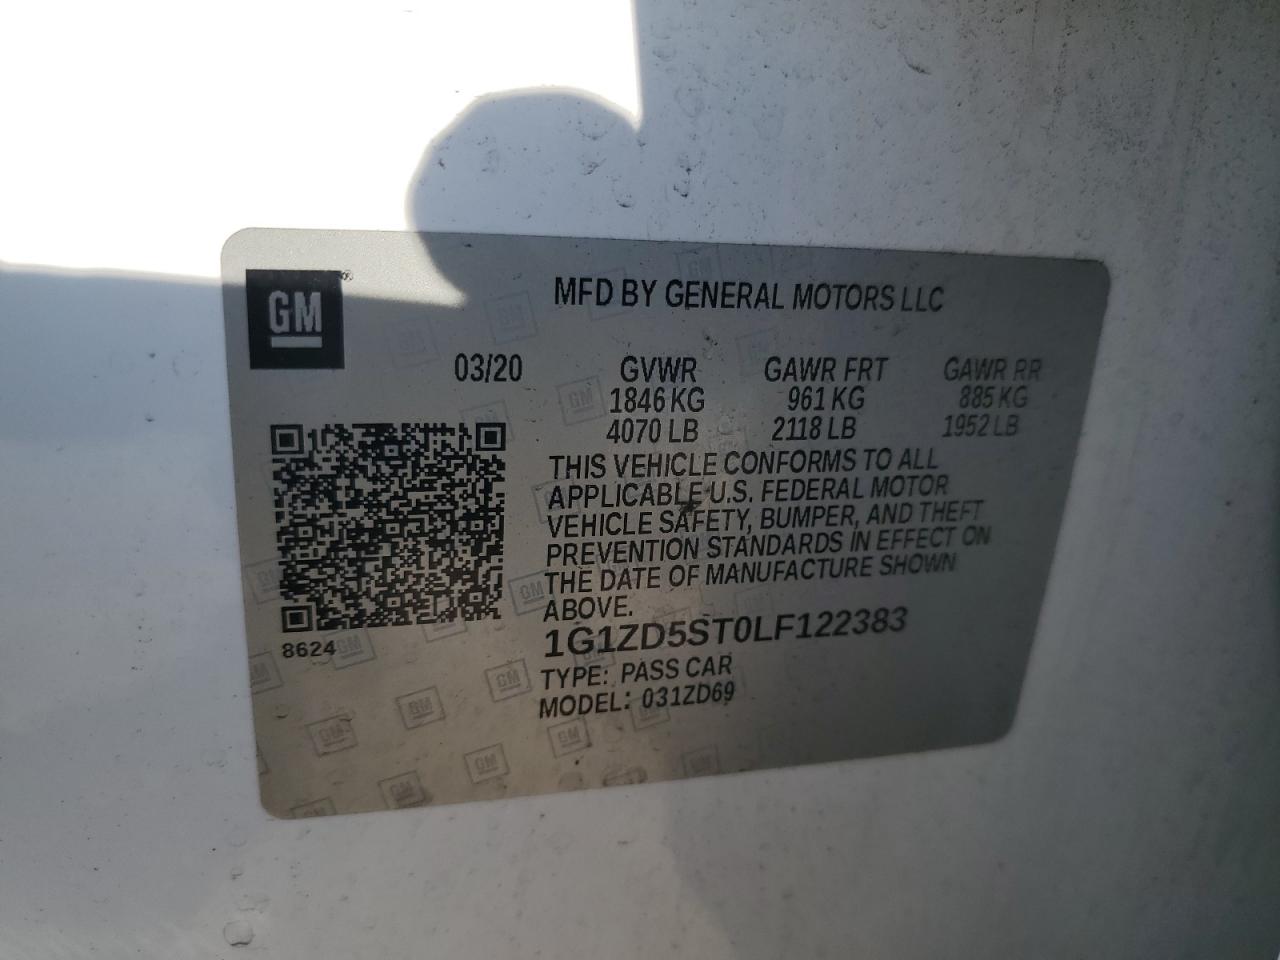 GM®
MFD BY GENERAL MOTORS LLC
03/20 GVWR GAWR FRT GAWR RR
1846 KG 961 KG 885 KG
4070 LB 2118 LB 1952 LB
THIS VEHICLE CONFORMS TO ALL
APPLICABLE U.S. FEDERAL MOTOR
VEHICLE SAFETY, BUMPER, AND THEFT
PREVENTION STANDARDS IN EFFECT ON
THE DATE OF MANUFACTURE SHOWN
ABOVE.
8624
1G1ZD5ST0LF122383
TYPE: PASS CAR
MODEL: 031ZD69